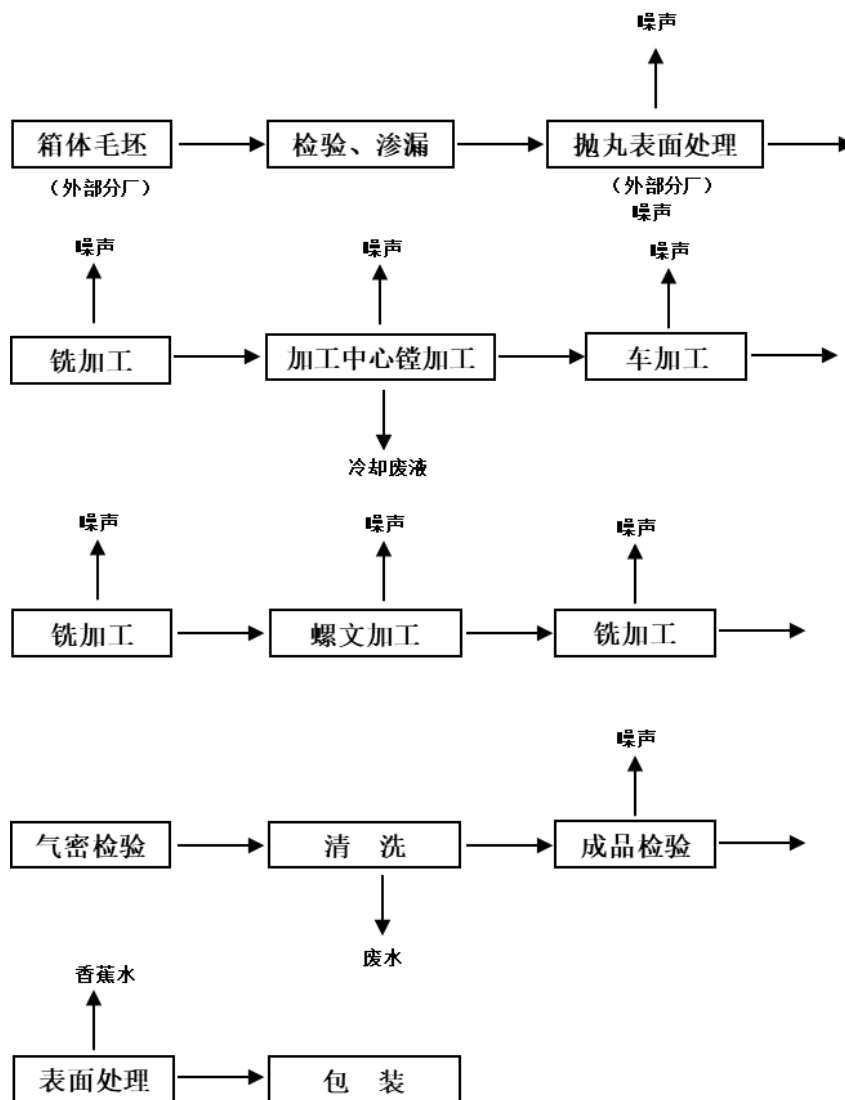 噪声
箱体毛坯 检验、渗漏 抛丸表面处理
(外部分厂) (外部分厂)
噪声
噪声 噪声 噪声
铣加工 加工中心镗加工 车加工
冷却废液
噪声 噪声 噪声
铣加工 螺文加工 铣加工
噪声
气密检验 清 洗 成品检验
废水
香蕉水
表面处理 包 装